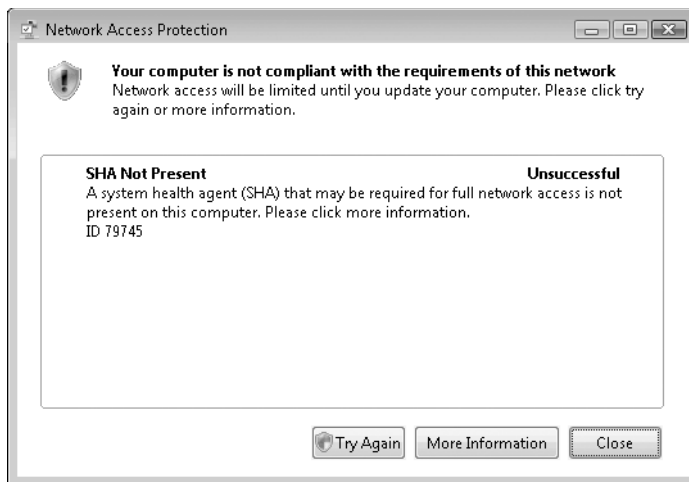 Network Access Protection
Your computer is not compliant with the requirements of this network
Network access will be limited until you update your computer. Please click try
again or more information.
SHA Not Present Unsuccessful
A system health agent (SHA) that may be required for full network access is not
present on this computer. Please click more information.
ID 79745
Try Again More Information Close